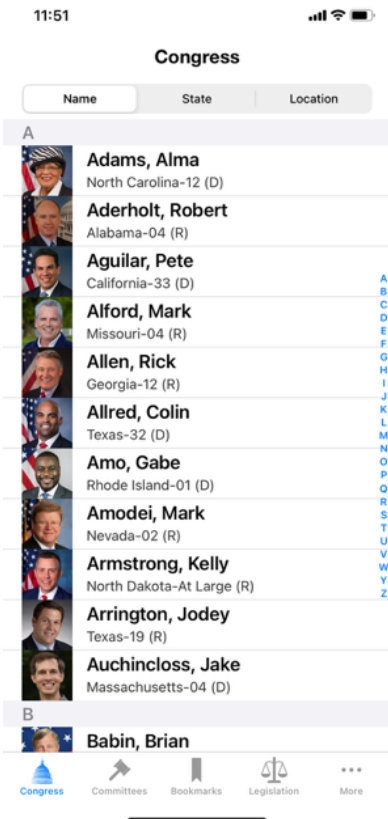 11:51
Congress
Name State Location
A
Adams, Alma
North Carolina-12 (D)
Aderholt, Robert
Alabama-04 (R)
Aguilar, Pete
California-33 (D)
Alford, Mark
Missouri-04 (R)
Allen, Rick
Georgia-12 (R)
Allred, Colin
Texas-32 (D)
Amo, Gabe
Rhode Island-01 (D)
Amodei, Mark
Nevada-02 (R)
Armstrong, Kelly
North Dakota-At Large (R)
Arrington, Jodey
Texas-19 (R)
Auchincloss, Jake
Massachusetts-04 (D)
B
Babin, Brian
A
B
C
D
E
F
G
H
I
J
K
L
M
N
O
P
Q
R
S
T
U
V
W
Y
Z
Congress Committees Bookmarks Legislation More